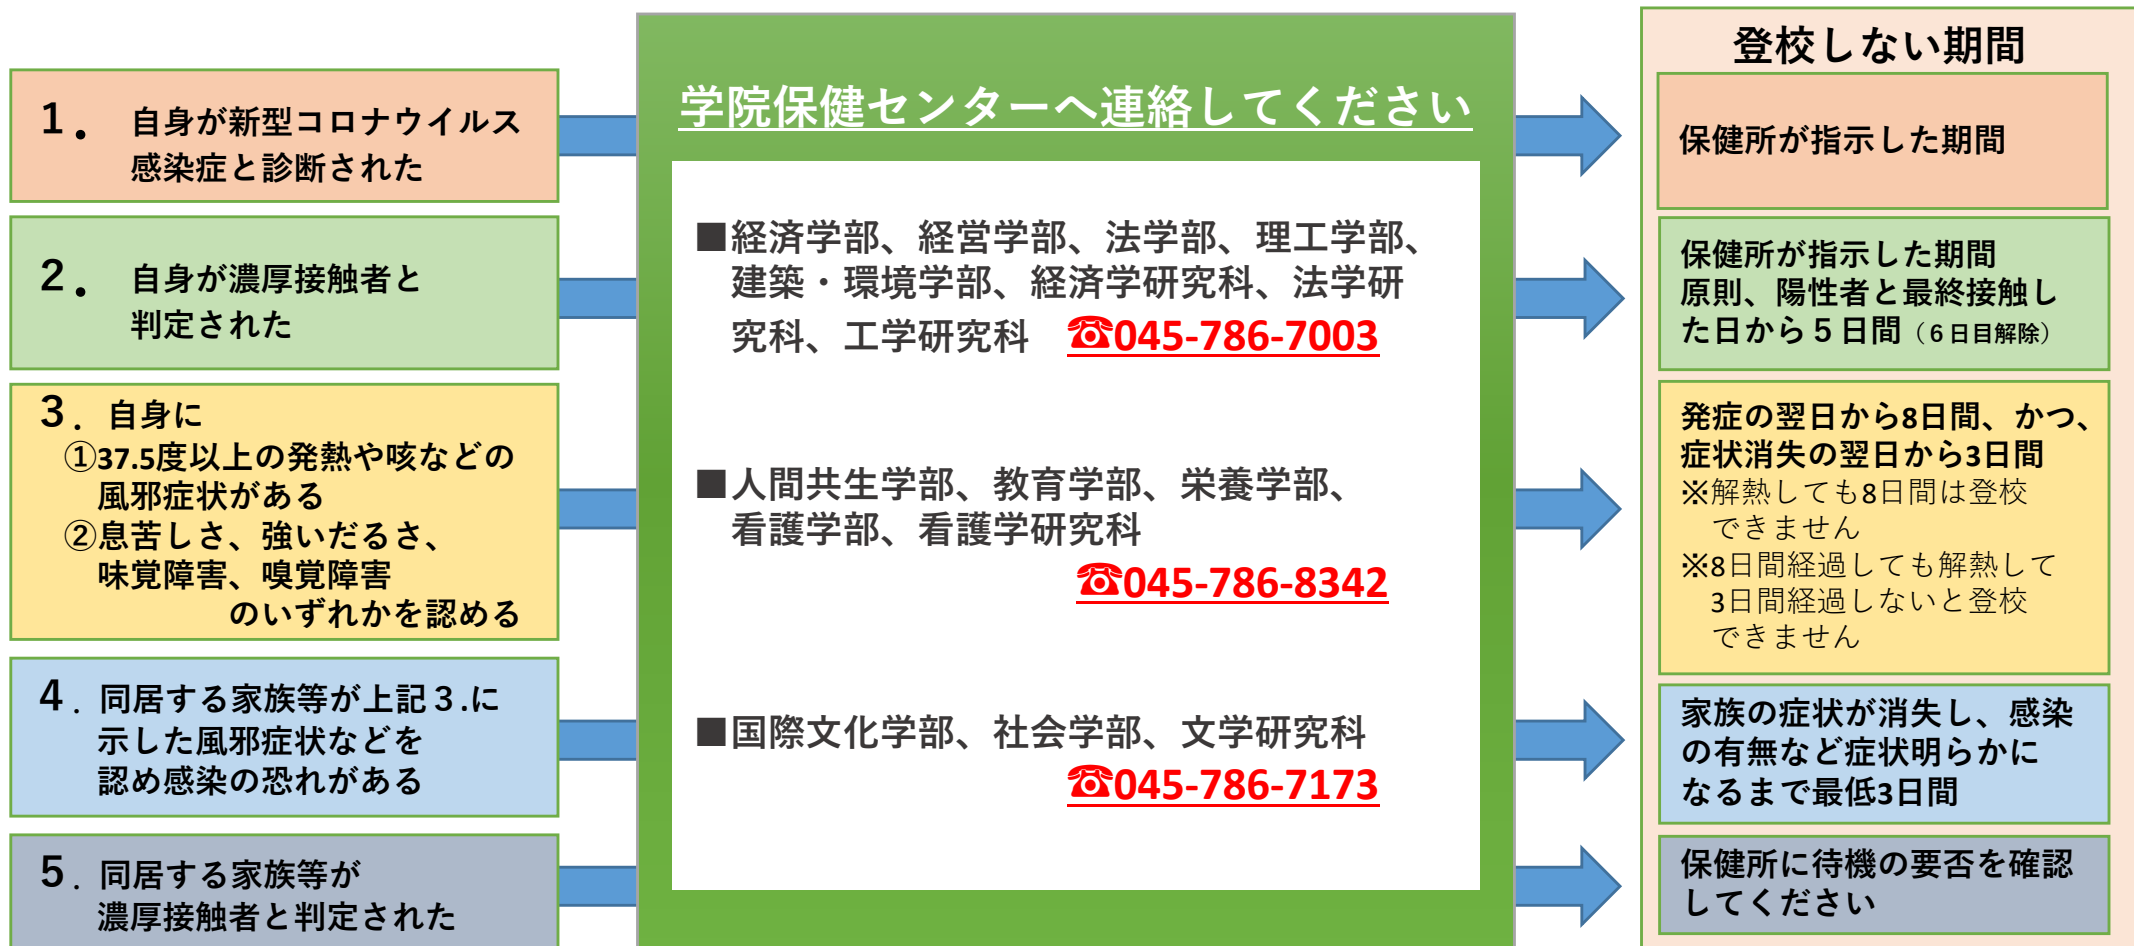 1. 自身が新型コロナウイルス
感染症と診断された
2. 自身が濃厚接触者と
判定された
3. 自身に
①37.5度以上の発熱や咳などの
風邪症状がある
②息苦しさ、強いだるさ、
味覚障害、嗅覚障害
のいずれかを認める
4. 同居する家族等が上記3.に
示した風邪症状などを
認め感染の恐れがある
5. 同居する家族等が
濃厚接触者と判定された
学院保健センターへ連絡してください
■経済学部、経営学部、法学部、理工学部、
建築・環境学部、経済学研究科、法学研
究科、工学研究科 ☎045-786-7003
■人間共生学部、教育学部、栄養学部、
看護学部、看護学研究科
☎045-786-8342
■国際文化学部、社会学部、文学研究科
☎045-786-7173
登校しない期間
保健所が指示した期間
保健所が指示した期間
原則、陽性者と最終接触し
た日から5日間（6日目解除）
発症の翌日から8日間、かつ、
症状消失の翌日から3日間
※解熱しても8日間は登校
できません
※8日間経過しても解熱して
3日間経過しないと登校
できません
家族の症状が消失し、感染
の有無など症状明らかに
なるまで最低3日間
保健所に待機の要否を確認
してください